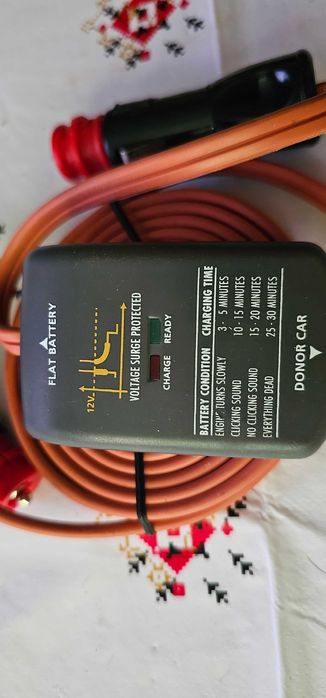 FLAT BATTERY
12V
VOLTAGE SURGE PROTECTED
CHARGE READY
BATTERY CONDITION CHARGING TIME
ENGINE TURNS SLOWLY 3 - 5 MINUTES
CLICKING SOUND 10 - 15 MINUTES
NO CLICKING SOUND 15 - 20 MINUTES
EVERYTHING DEAD 25 - 30 MINUTES
DONOR CAR